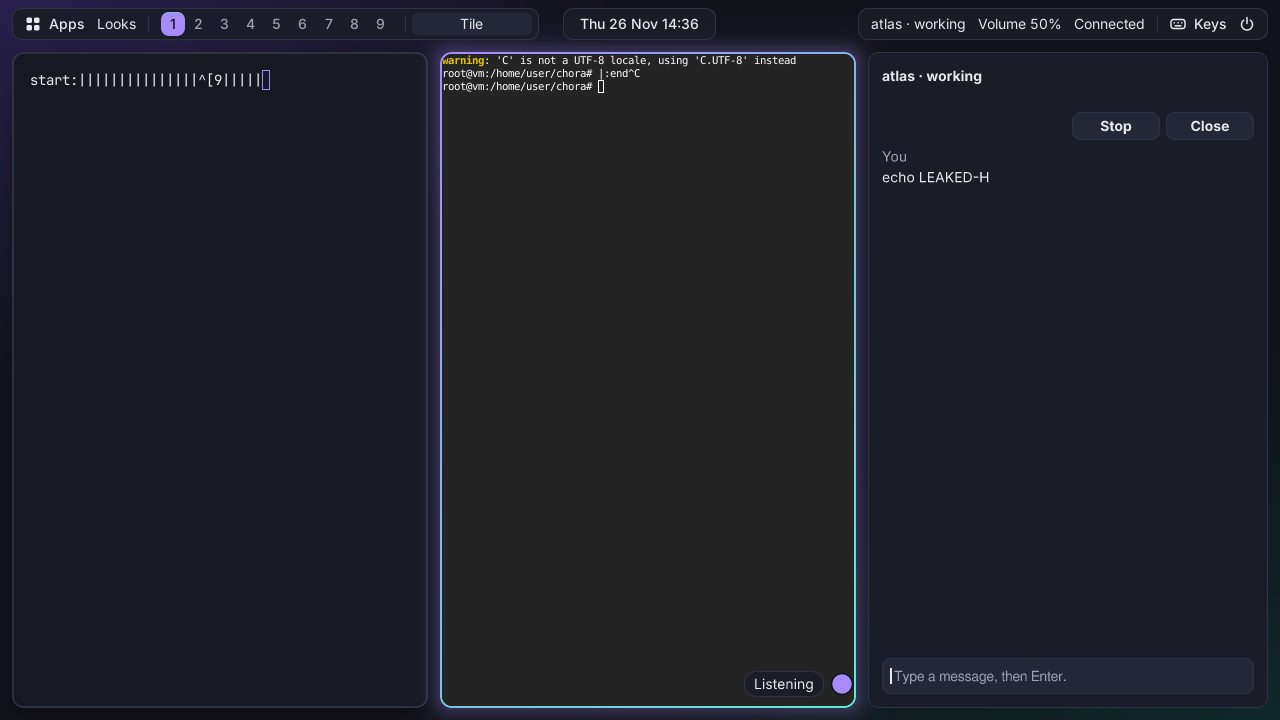 Apps Looks 1 2 3 4 5 6 7 8 9 Tile
Thu 26 Nov 14:36
atlas · working Volume 50% Connected Keys
start:|||||||||||||||^[9|||||
warning: 'C' is not a UTF-8 locale, using 'C.UTF-8' instead
root@vm:/home/user/chora# |:end^C
root@vm:/home/user/chora#
Listening
atlas · working
Stop Close
You
echo LEAKED-H
Type a message, then Enter.